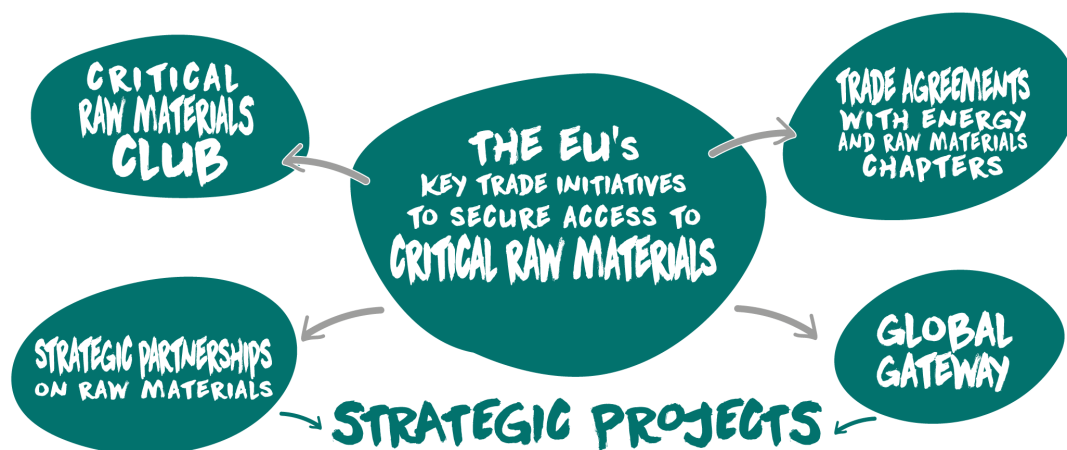 CRITICAL
RAW MATERIALS
CLUB
THE EU's
KEY TRADE INITIATIVES
TO SECURE ACCESS TO
CRITICAL RAW MATERIALS
TRADE AGREEMENTS
WITH ENERGY
AND RAW MATERIALS
CHAPTERS
STRATEGIC PARTNERSHIPS
ON RAW MATERIALS
GLOBAL
GATEWAY
STRATEGIC PROJECTS